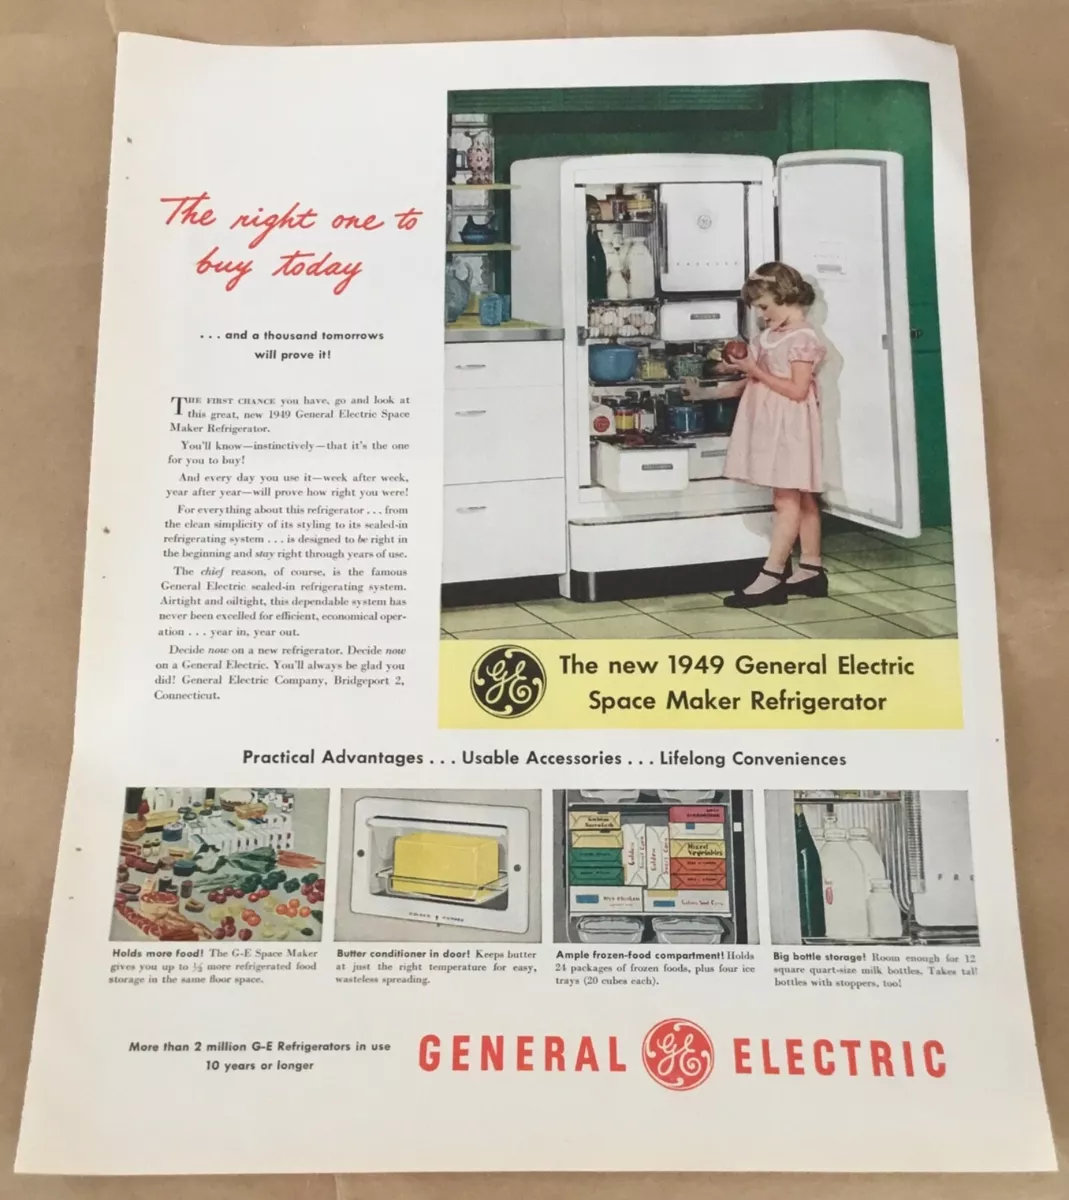 The right one to
buy today
. . . and a thousand tomorrows
will prove it!
THE FIRST CHANCE you have, go and look at
this great, new 1949 General Electric Space
Maker Refrigerator.
You'll know—instinctively—that it's the one
for you to buy!
And every day you use it—week after week,
year after year—will prove how right you were!
For everything about this refrigerator . . . from
the clean simplicity of its styling to its sealed-in
refrigerating system . . . is designed to be right in
the beginning and stay right through years of use.
The chief reason, of course, is the famous
General Electric sealed-in refrigerating system.
Airtight and oiltight, this dependable system has
never been excelled for efficient, economical oper-
ation . . . year in, year out.
Decide now on a new refrigerator. Decide now
on a General Electric. You'll always be glad you
did! General Electric Company, Bridgeport 2,
Connecticut.
GE
The new 1949 General Electric
Space Maker Refrigerator
Practical Advantages . . . Usable Accessories . . . Lifelong Conveniences
Mixed
Vegetables
Golden
Golden
F R E
Holds more food! The G-E Space Maker
gives you up to ⅓ more refrigerated food
storage in the same floor space.
Butter conditioner in door! Keeps butter
at just the right temperature for easy,
wasteless spreading.
Ample frozen-food compartment! Holds
24 packages of frozen foods, plus four ice
trays (20 cubes each).
Big bottle storage! Room enough for 12
square quart-size milk bottles. Takes tall
bottles with stoppers, too!
More than 2 million G-E Refrigerators in use
10 years or longer
GENERAL GE ELECTRIC